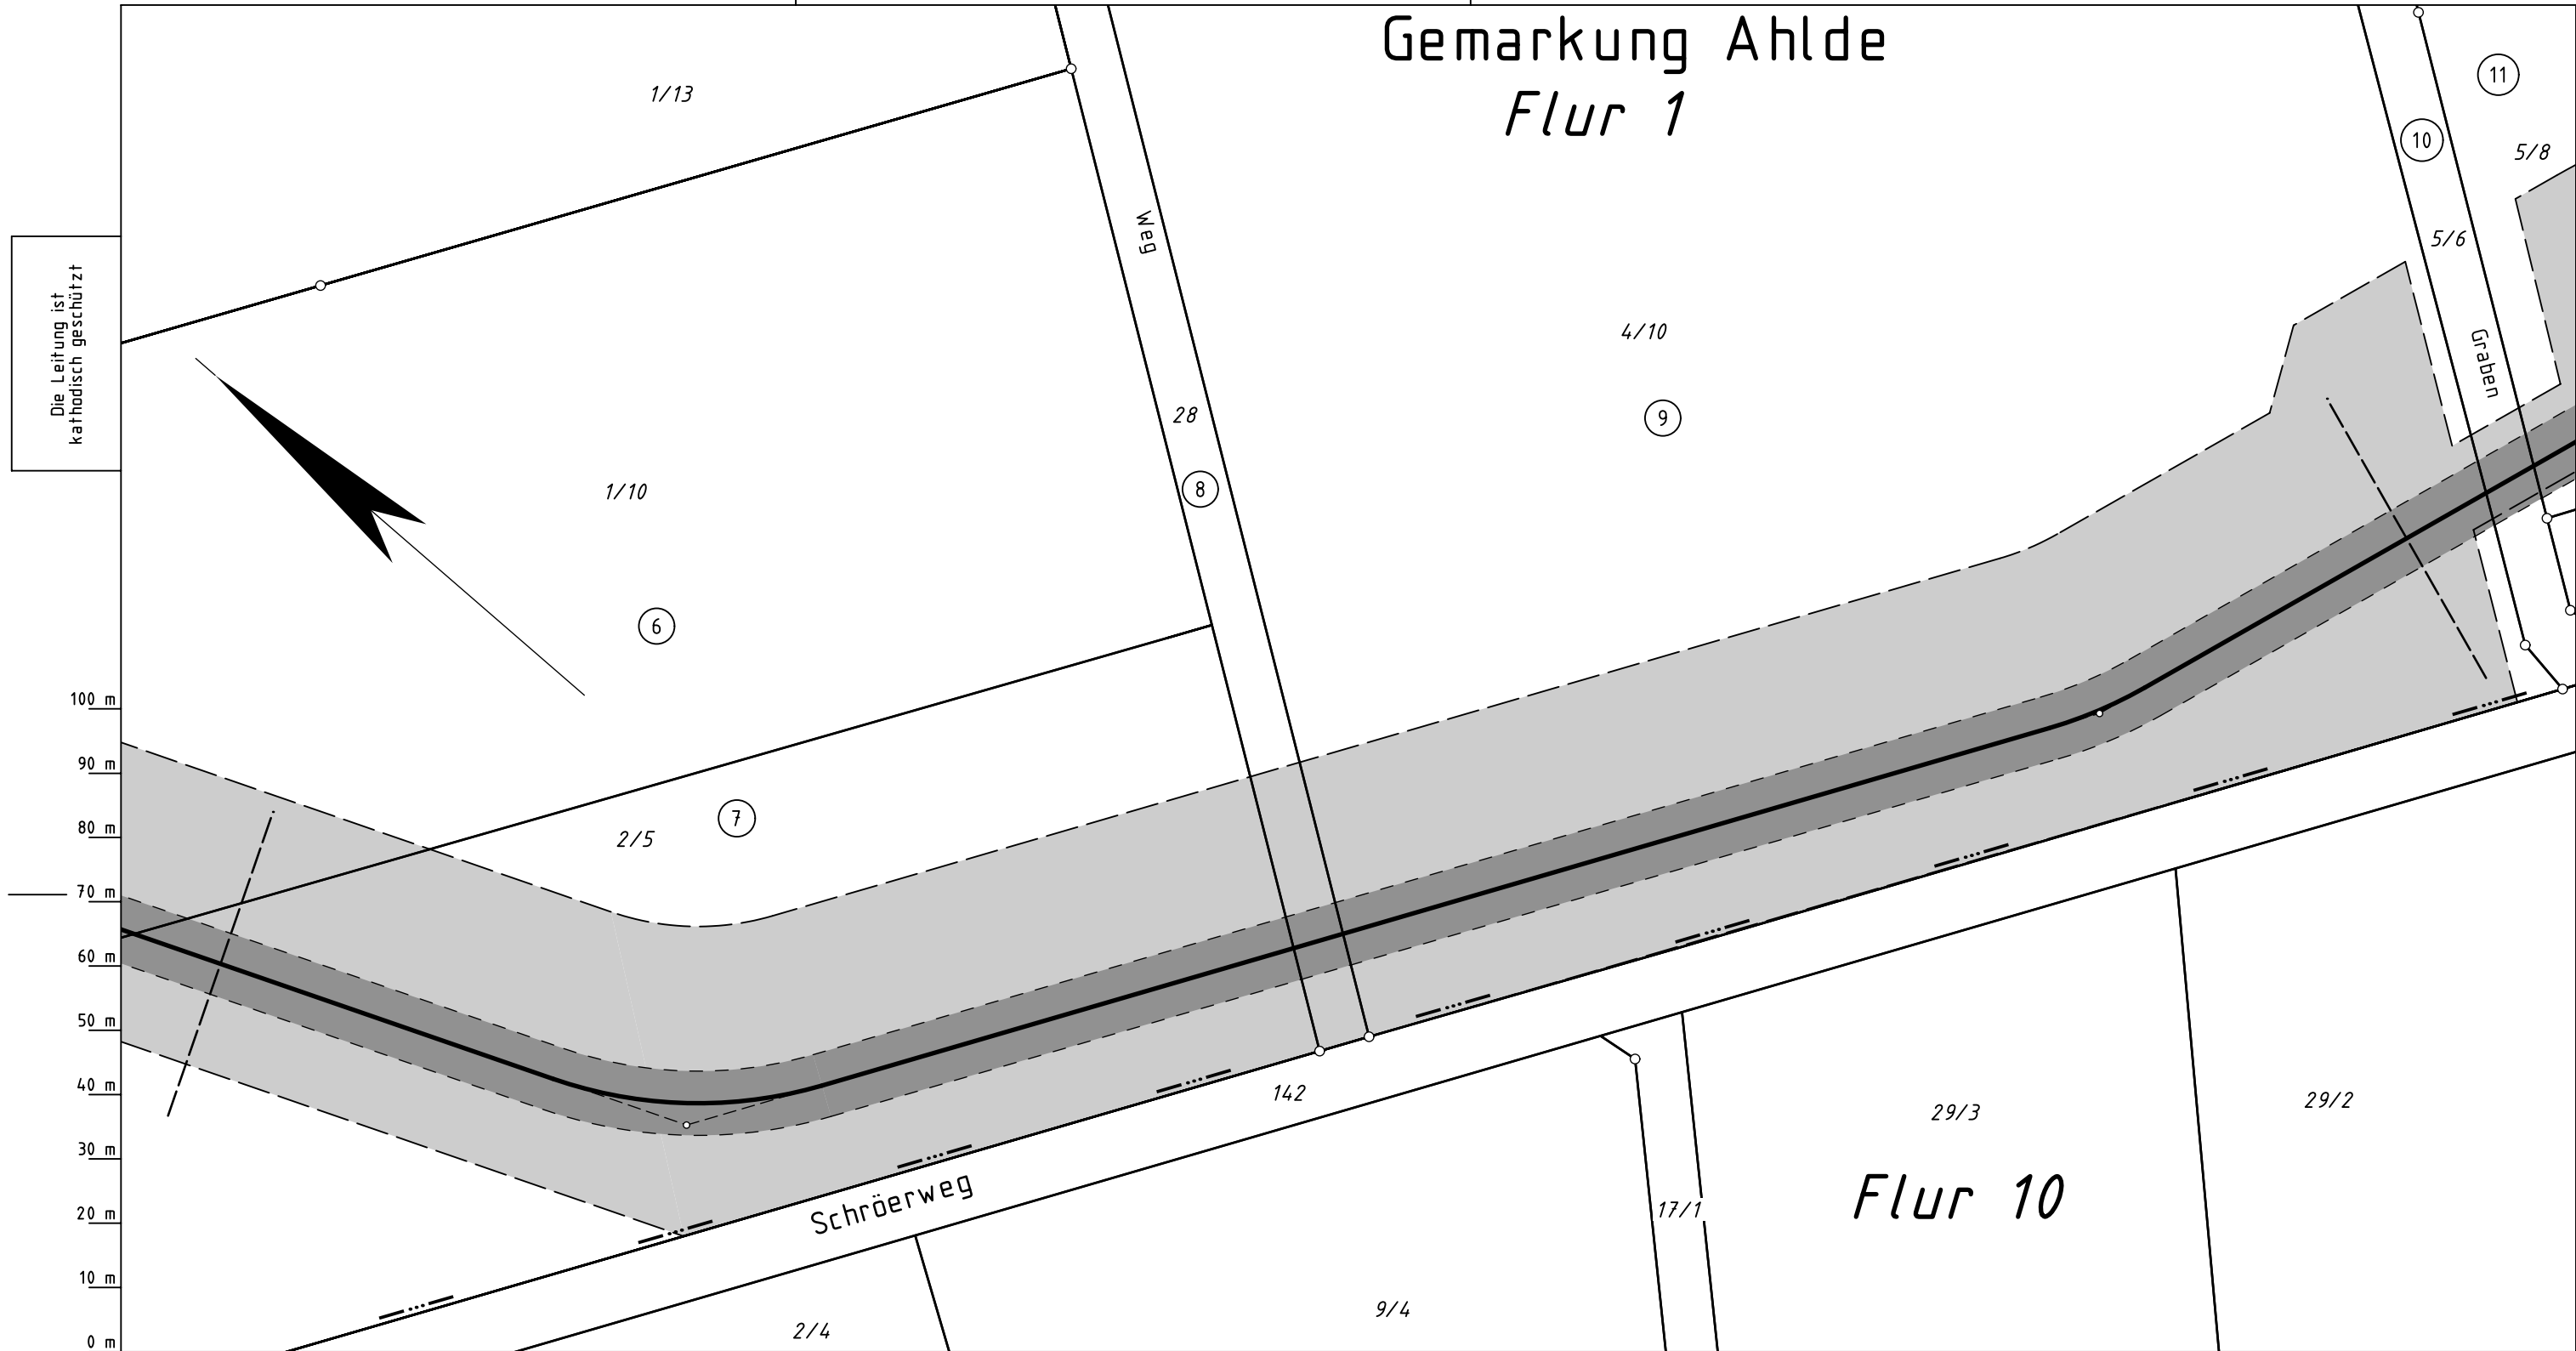 Gemarkung Ahlde
Flur 1
1/13
11
10
5/8
Weg
5/6
Die Leitung ist
kathodisch geschützt
4/10
Graben
28
9
1/10
8
6
100 m
90 m
80 m
70 m
60 m
50 m
40 m
30 m
20 m
10 m
0 m
7
2/5
142
29/3
29/2
Schröerweg
17/1
Flur 10
9/4
2/4